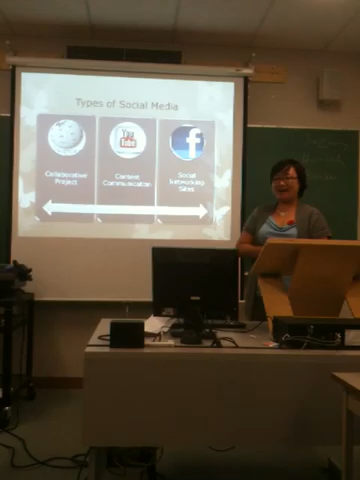 Types of Social Media
You
Tube
f
Collaborative
Project
Content
Communication
Social
Networking
Sites